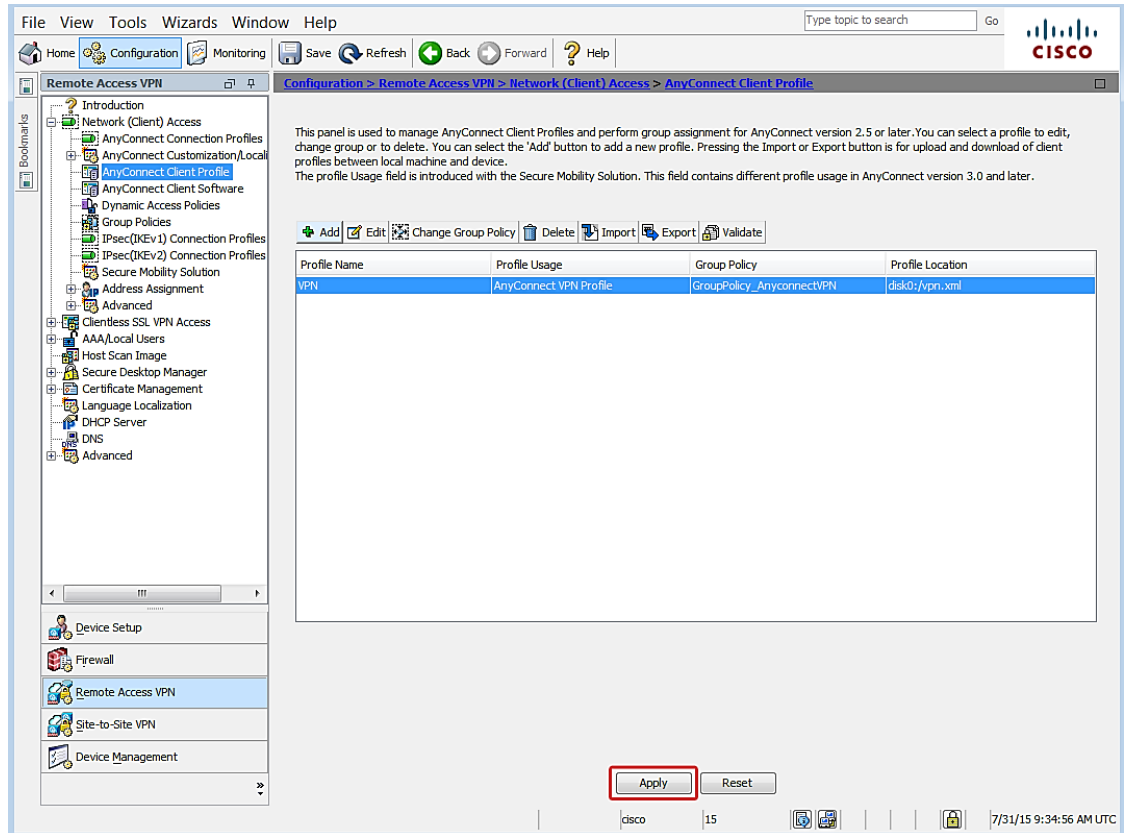 File View Tools Wizards Window Help
Type topic to search Go
Home Configuration Monitoring Save Refresh Back Forward Help
CISCO
Bookmarks
Remote Access VPN
Introduction
Network (Client) Access
AnyConnect Connection Profiles
AnyConnect Customization/Locali
AnyConnect Client Profile
AnyConnect Client Software
Dynamic Access Policies
Group Policies
IPsec(IKEv1) Connection Profiles
IPsec(IKEv2) Connection Profiles
Secure Mobility Solution
Address Assignment
Advanced
Clientless SSL VPN Access
AAA/Local Users
Host Scan Image
Secure Desktop Manager
Certificate Management
Language Localization
DHCP Server
DNS
Advanced
Device Setup
Firewall
Remote Access VPN
Site-to-Site VPN
Device Management
Configuration > Remote Access VPN > Network (Client) Access > AnyConnect Client Profile
This panel is used to manage AnyConnect Client Profiles and perform group assignment for AnyConnect version 2.5 or later.You can select a profile to edit,
change group or to delete. You can select the 'Add' button to add a new profile. Pressing the Import or Export button is for upload and download of client
profiles between local machine and device.
The profile Usage field is introduced with the Secure Mobility Solution. This field contains different profile usage in AnyConnect version 3.0 and later.
Add Edit Change Group Policy Delete Import Export Validate
Profile Name Profile Usage Group Policy Profile Location
VPN AnyConnect VPN Profile GroupPolicy_AnyconnectVPN disk0:/vpn.xml
Apply Reset
cisco 15 7/31/15 9:34:56 AM UTC